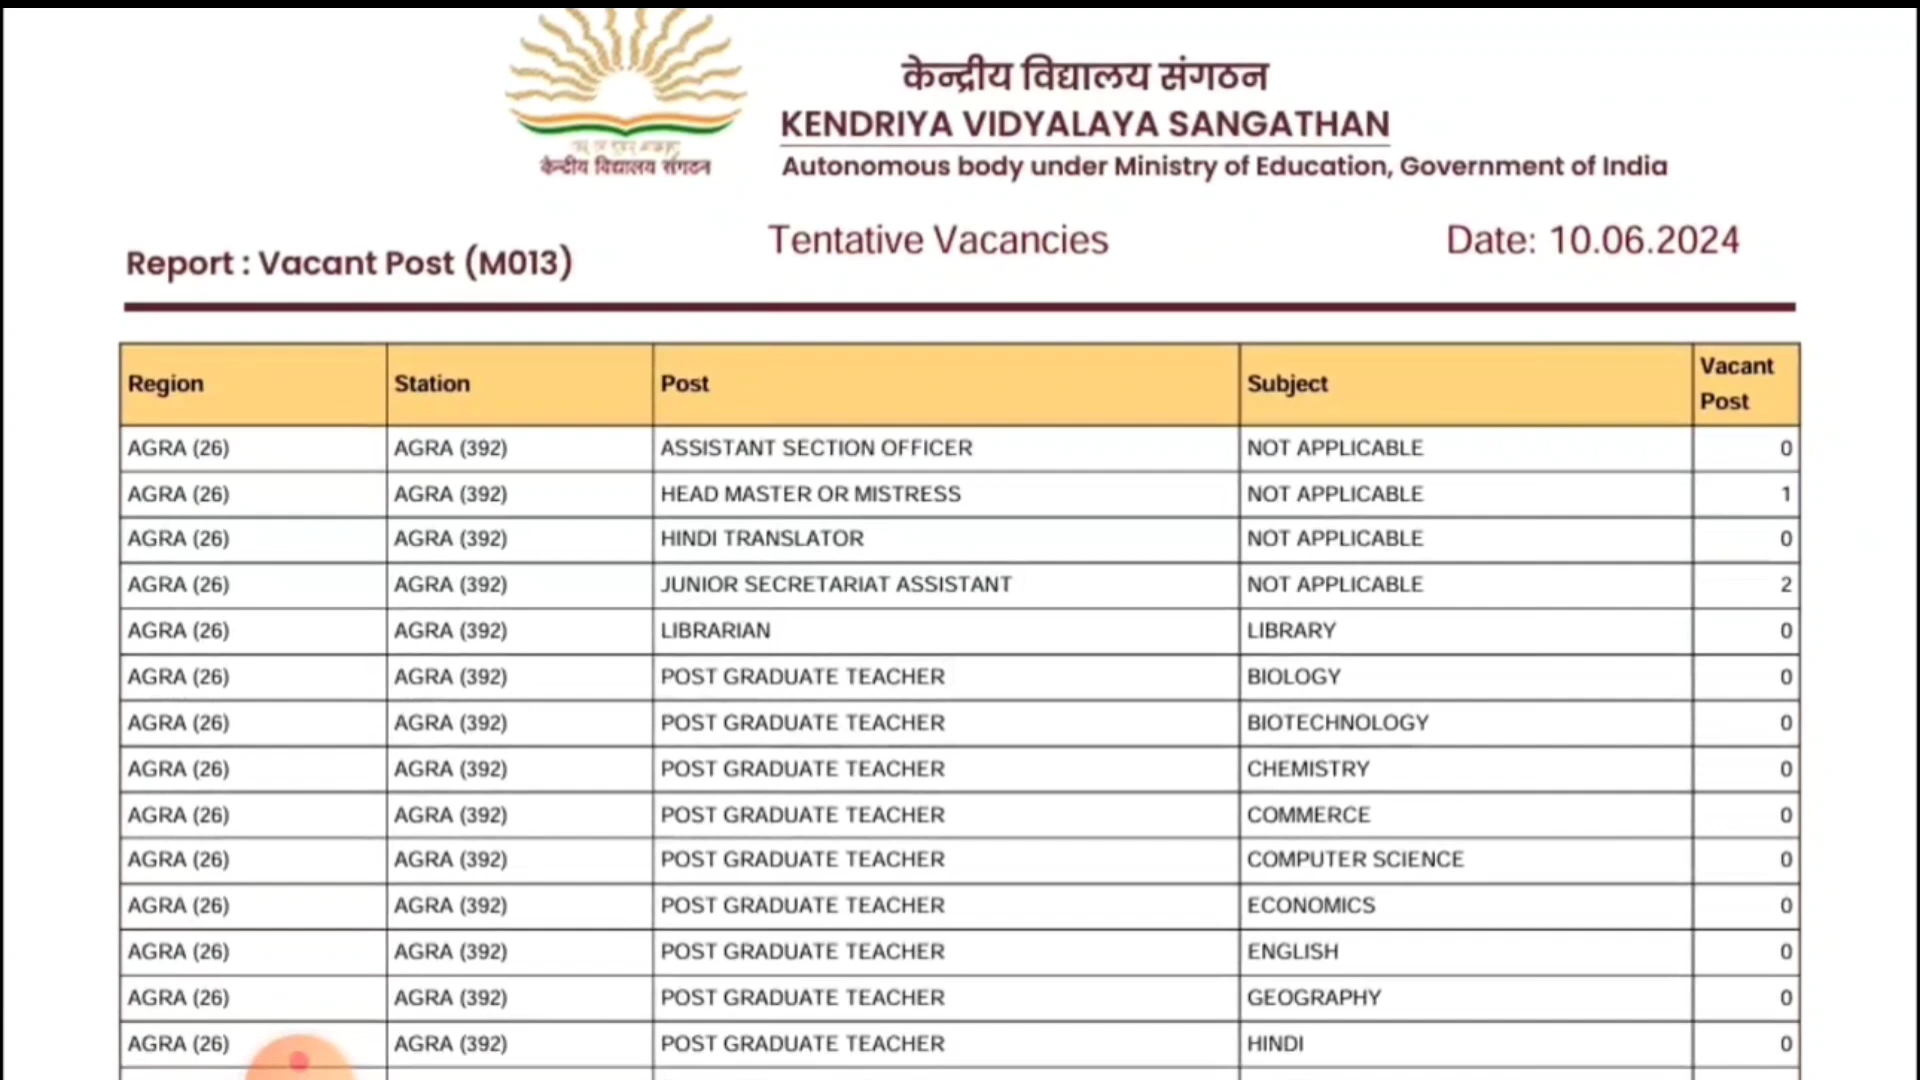 केन्द्रीय विद्यालय संगठन
KENDRIYA VIDYALAYA SANGATHAN
Autonomous body under Ministry of Education, Government of India
केन्द्रीय विद्यालय संगठन
Tentative Vacancies
Date: 10.06.2024
Report : Vacant Post (M013)
Region Station Post Subject Vacant Post
AGRA (26) AGRA (392) ASSISTANT SECTION OFFICER NOT APPLICABLE 0
AGRA (26) AGRA (392) HEAD MASTER OR MISTRESS NOT APPLICABLE 1
AGRA (26) AGRA (392) HINDI TRANSLATOR NOT APPLICABLE 0
AGRA (26) AGRA (392) JUNIOR SECRETARIAT ASSISTANT NOT APPLICABLE 2
AGRA (26) AGRA (392) LIBRARIAN LIBRARY 0
AGRA (26) AGRA (392) POST GRADUATE TEACHER BIOLOGY 0
AGRA (26) AGRA (392) POST GRADUATE TEACHER BIOTECHNOLOGY 0
AGRA (26) AGRA (392) POST GRADUATE TEACHER CHEMISTRY 0
AGRA (26) AGRA (392) POST GRADUATE TEACHER COMMERCE 0
AGRA (26) AGRA (392) POST GRADUATE TEACHER COMPUTER SCIENCE 0
AGRA (26) AGRA (392) POST GRADUATE TEACHER ECONOMICS 0
AGRA (26) AGRA (392) POST GRADUATE TEACHER ENGLISH 0
AGRA (26) AGRA (392) POST GRADUATE TEACHER GEOGRAPHY 0
AGRA (26) AGRA (392) POST GRADUATE TEACHER HINDI 0